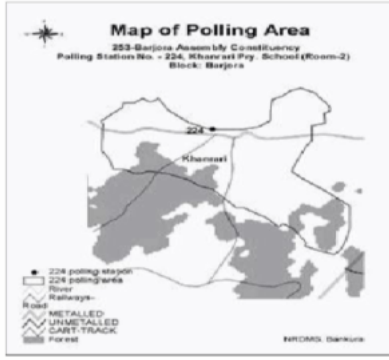 Map of Polling Area
253-Barjora Assembly Constituency
Polling Station No. - 224, Khanrari Pry. School (Room-2)
Block: Barjora
224
Khanrari
224 polling station
224 polling area
River
Railways-
Road
METALLED
UNMETALLED
CART-TRACK
Forest
NRDMS, Bankura